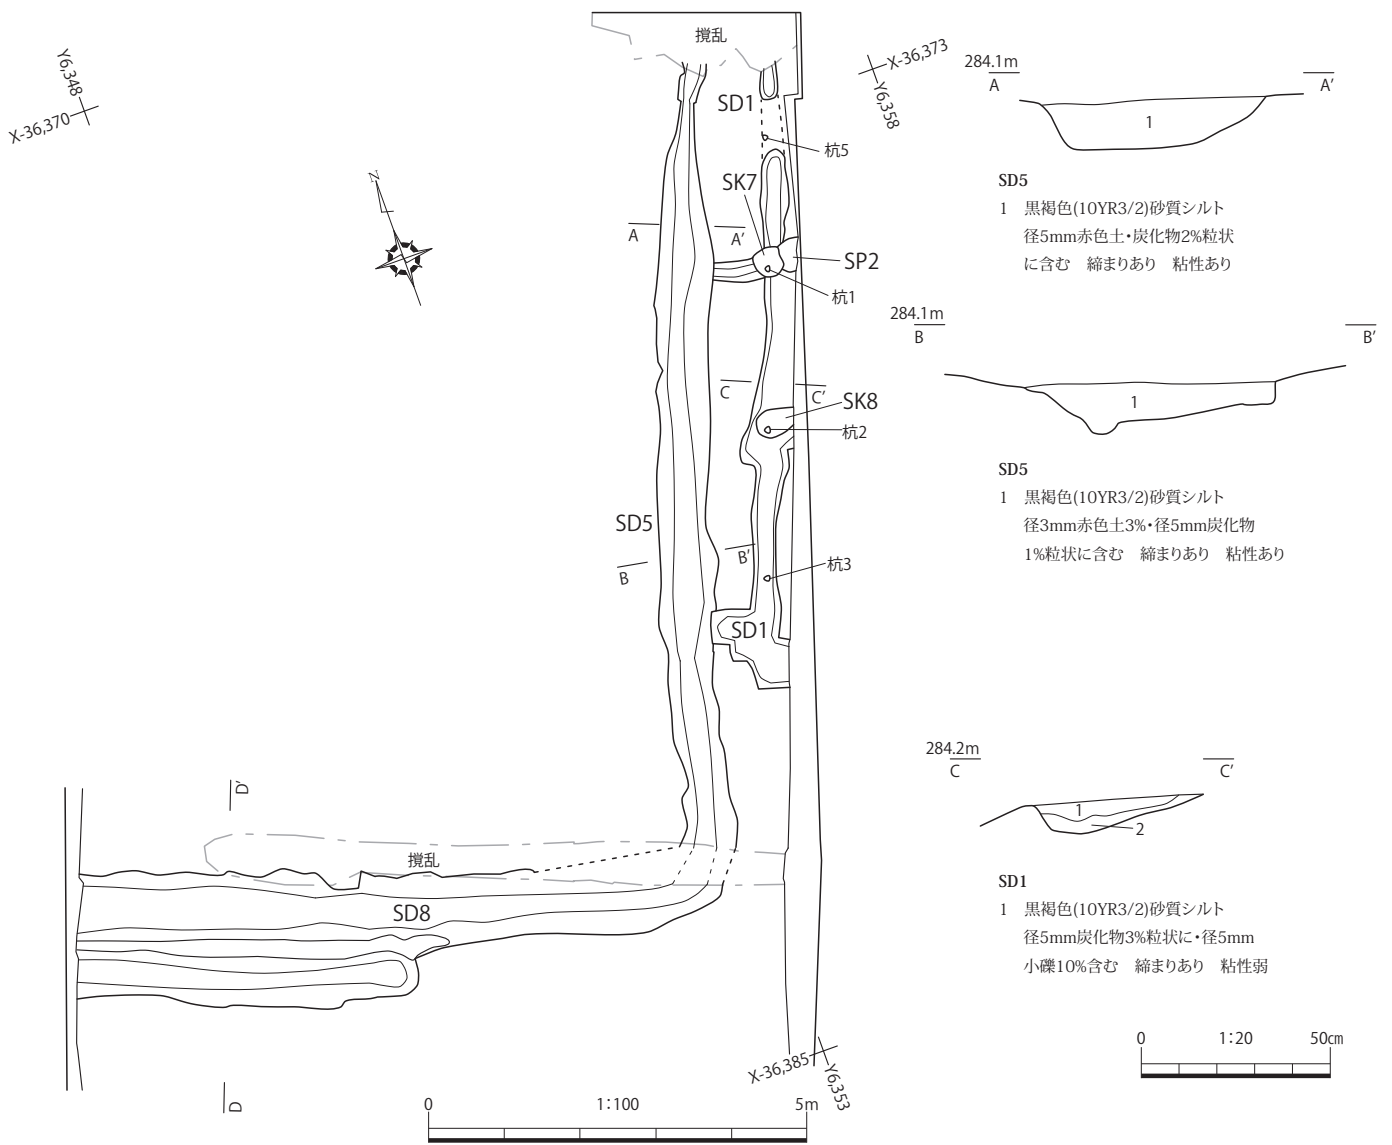 撹乱
X-36,373
Y6,358
Y6,348
X-36,370
N
SD1
杭5
SK7
A
A’
SP2
杭1
C
C’
SK8
杭2
SD5
B
B’
杭3
SD1
D’
撹乱
SD8
D
X-36,385
Y6,353
0 1:100 5m
284.1m
A A’
1
SD5
1 黒褐色(10YR3/2)砂質シルト
径5mm赤色土・炭化物2%粒状
に含む 締まりあり 粘性あり
284.1m
B B’
1
SD5
1 黒褐色(10YR3/2)砂質シルト
径3mm赤色土3%・径5mm炭化物
1%粒状に含む 締まりあり 粘性あり
284.2m
C C’
1
2
SD1
1 黒褐色(10YR3/2)砂質シルト
径5mm炭化物3%粒状に・径5mm
小礫10%含む 締まりあり 粘性弱
0 1:20 50㎝